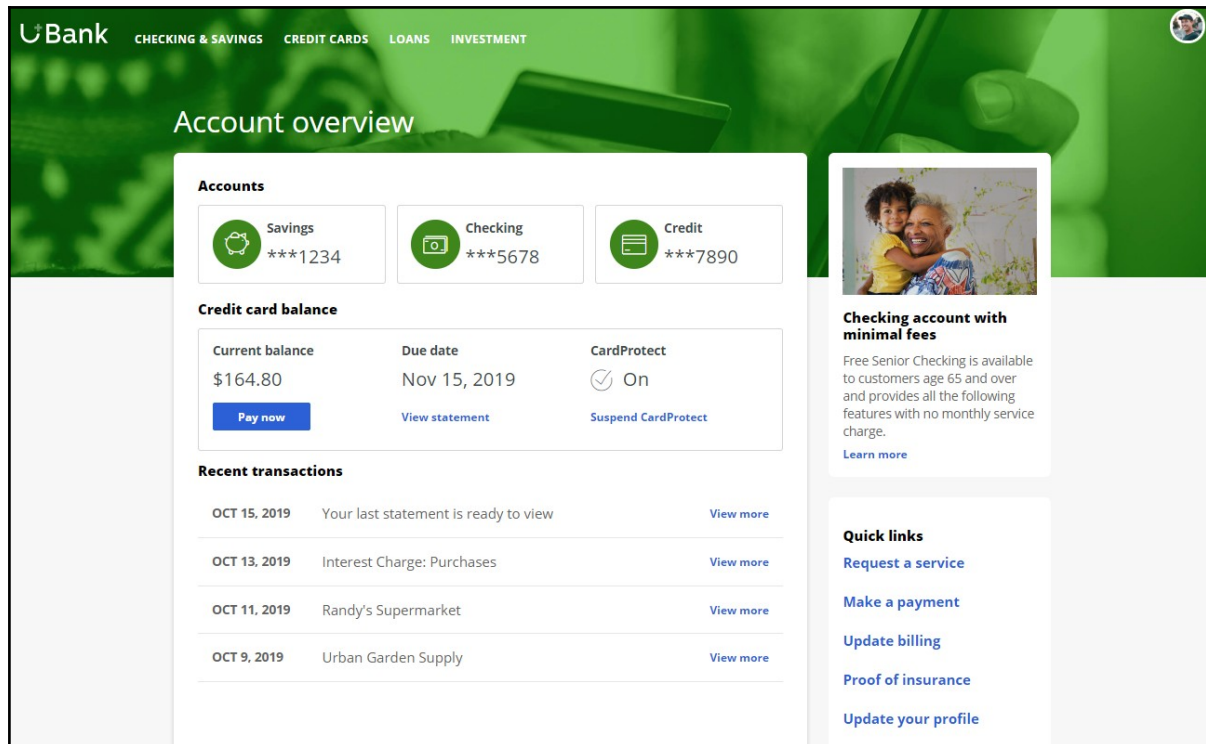 UBank
CHECKING & SAVINGS CREDIT CARDS LOANS INVESTMENT
Account overview
Accounts
Savings
***1234
Checking
***5678
Credit
***7890
Credit card balance
Current balance
$164.80
Pay now
Due date
Nov 15, 2019
View statement
CardProtect
On
Suspend CardProtect
Recent transactions
OCT 15, 2019 Your last statement is ready to view View more
OCT 13, 2019 Interest Charge: Purchases View more
OCT 11, 2019 Randy's Supermarket View more
OCT 9, 2019 Urban Garden Supply View more
Checking account with
minimal fees
Free Senior Checking is available
to customers age 65 and over
and provides all the following
features with no monthly service
charge.
Learn more
Quick links
Request a service
Make a payment
Update billing
Proof of insurance
Update your profile